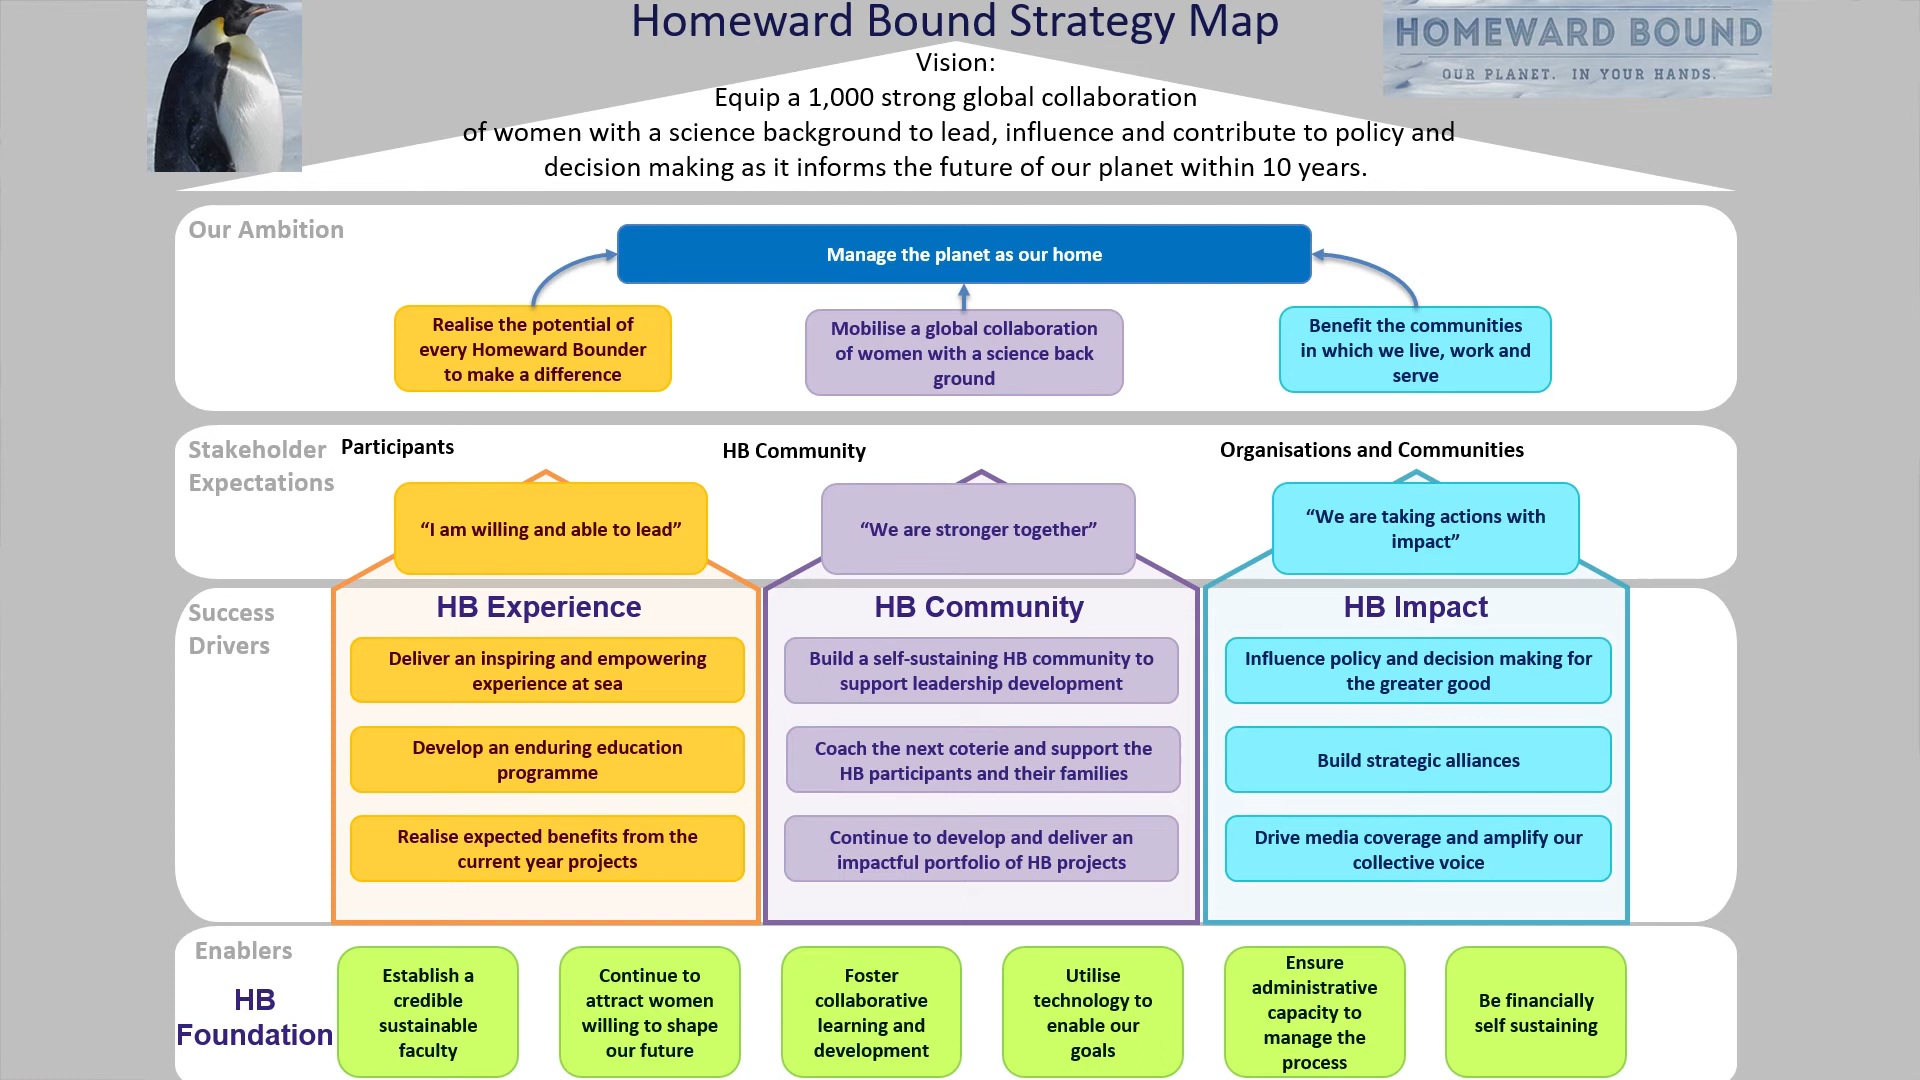 Homeward Bound Strategy Map
HOMEWARD BOUND
OUR PLANET. IN YOUR HANDS.
Vision:
Equip a 1,000 strong global collaboration
of women with a science background to lead, influence and contribute to policy and
decision making as it informs the future of our planet within 10 years.
Our Ambition
Manage the planet as our home
Realise the potential of
every Homeward Bounder
to make a difference
Mobilise a global collaboration
of women with a science back
ground
Benefit the communities
in which we live, work and
serve
Stakeholder
Expectations
Participants
HB Community
Organisations and Communities
“I am willing and able to lead”
“We are stronger together”
“We are taking actions with
impact”
Success
Drivers
HB Experience
Deliver an inspiring and empowering
experience at sea
Develop an enduring education
programme
Realise expected benefits from the
current year projects
HB Community
Build a self-sustaining HB community to
support leadership development
Coach the next coterie and support the
HB participants and their families
Continue to develop and deliver an
impactful portfolio of HB projects
HB Impact
Influence policy and decision making for
the greater good
Build strategic alliances
Drive media coverage and amplify our
collective voice
Enablers
HB
Foundation
Establish a
credible
sustainable
faculty
Continue to
attract women
willing to shape
our future
Foster
collaborative
learning and
development
Utilise
technology to
enable our
goals
Ensure
administrative
capacity to
manage the
process
Be financially
self sustaining